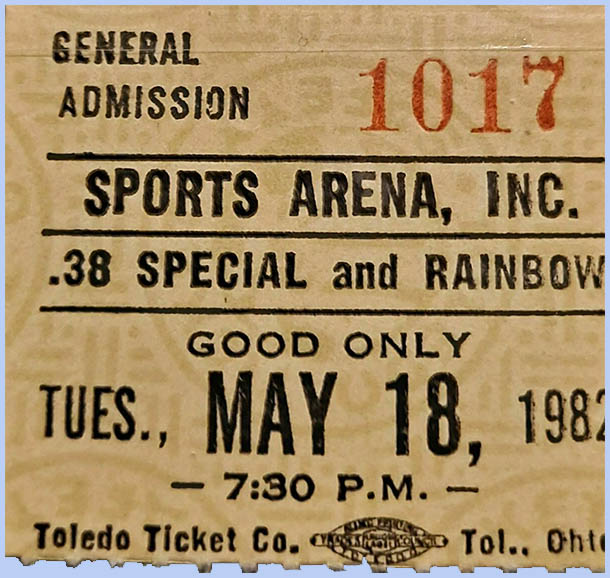 GENERAL
ADMISSION
1017
SPORTS ARENA, INC.
.38 SPECIAL and RAINBOW
GOOD ONLY
TUES., MAY 18, 1982
— 7:30 P.M. —
Toledo Ticket Co.
Tol., Ohio